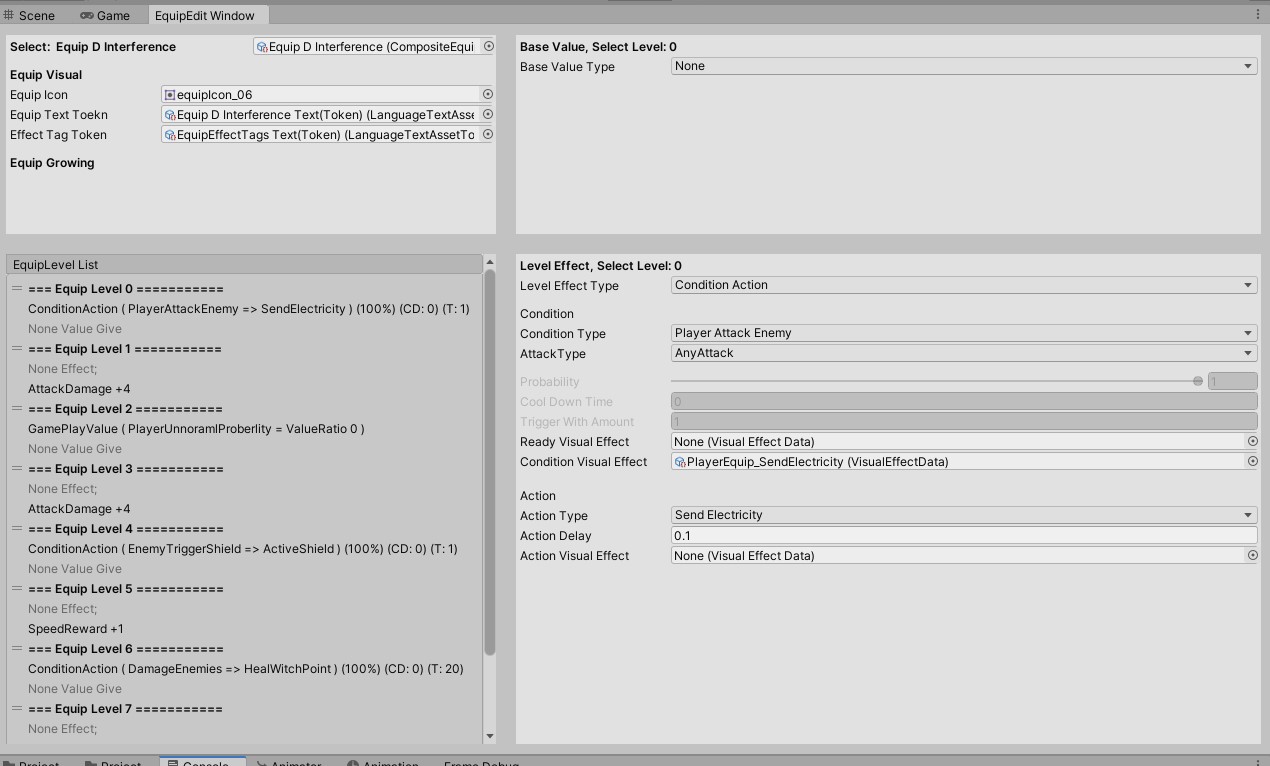 Scene Game EquipEdit Window
Select: Equip D Interference Equip D Interference (CompositeEqui
Equip Visual
Equip Icon equipIcon_06
Equip Text Toekn Equip D Interference Text(Token) (LanguageTextAsse
Effect Tag Token EquipEffectTags Text(Token) (LanguageTextAssetTo
Equip Growing
Base Value, Select Level: 0
Base Value Type None
EquipLevel List
=== Equip Level 0 ===========
ConditionAction ( PlayerAttackEnemy => SendElectricity ) (100%) (CD: 0) (T: 1)
None Value Give
=== Equip Level 1 ===========
None Effect;
AttackDamage +4
=== Equip Level 2 ===========
GamePlayValue ( PlayerUnnoramlProberlity = ValueRatio 0 )
None Value Give
=== Equip Level 3 ===========
None Effect;
AttackDamage +4
=== Equip Level 4 ===========
ConditionAction ( EnemyTriggerShield => ActiveShield ) (100%) (CD: 0) (T: 1)
None Value Give
=== Equip Level 5 ===========
None Effect;
SpeedReward +1
=== Equip Level 6 ===========
ConditionAction ( DamageEnemies => HealWitchPoint ) (100%) (CD: 0) (T: 20)
None Value Give
=== Equip Level 7 ===========
None Effect;
Level Effect, Select Level: 0
Level Effect Type Condition Action
Condition
Condition Type Player Attack Enemy
AttackType AnyAttack
Probability 1
Cool Down Time 0
Trigger With Amount 1
Ready Visual Effect None (Visual Effect Data)
Condition Visual Effect PlayerEquip_SendElectricity (VisualEffectData)
Action
Action Type Send Electricity
Action Delay 0.1
Action Visual Effect None (Visual Effect Data)
Project Project Console Animator Animation Frame Debug